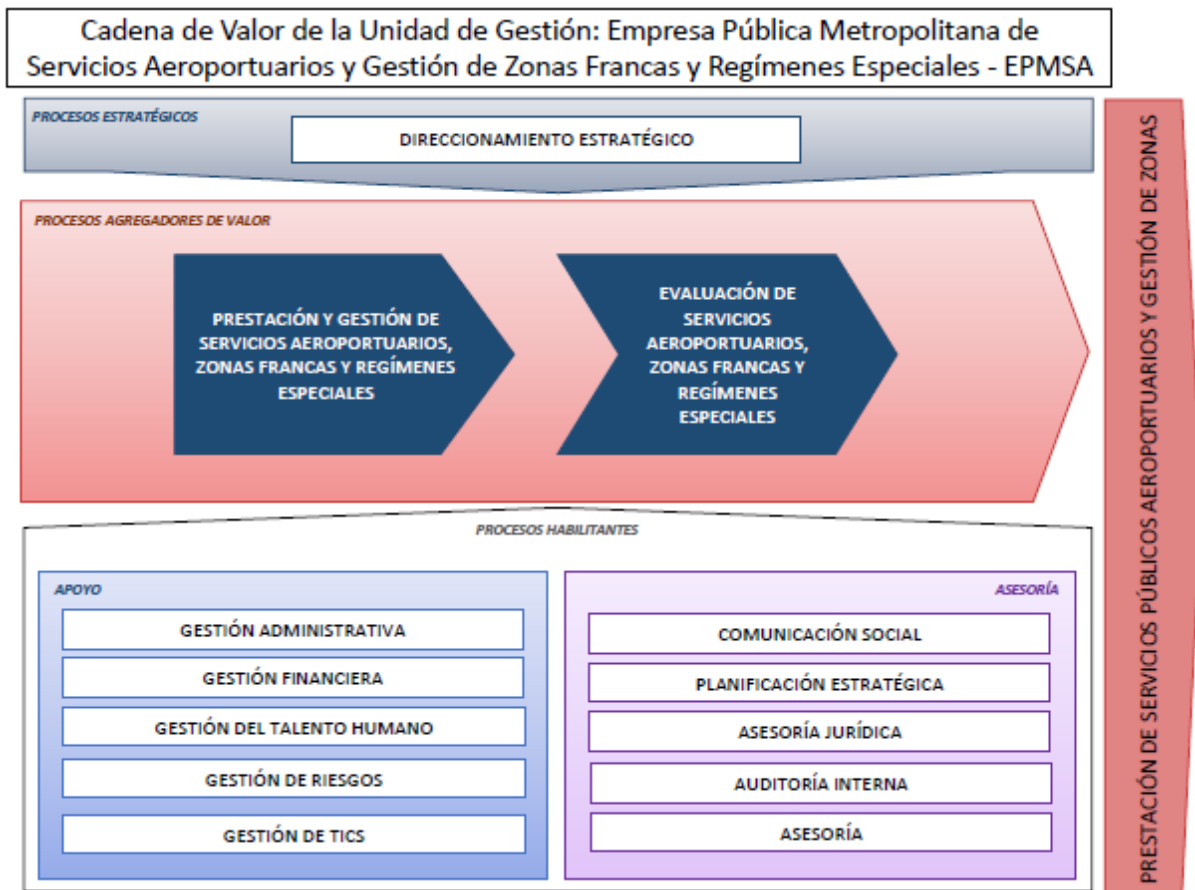 Cadena de Valor de la Unidad de Gestión: Empresa Pública Metropolitana de
Servicios Aeroportuarios y Gestión de Zonas Francas y Regímenes Especiales - EPMSA
PROCESOS ESTRATÉGICOS
DIRECCIONAMIENTO ESTRATÉGICO
PROCESOS AGREGADORES DE VALOR
PRESTACIÓN Y GESTIÓN DE
SERVICIOS AEROPORTUARIOS,
ZONAS FRANCAS Y REGÍMENES
ESPECIALES
EVALUACIÓN DE
SERVICIOS
AEROPORTUARIOS,
ZONAS FRANCAS Y
REGÍMENES
ESPECIALES
PROCESOS HABILITANTES
APOYO
GESTIÓN ADMINISTRATIVA
GESTIÓN FINANCIERA
GESTIÓN DEL TALENTO HUMANO
GESTIÓN DE RIESGOS
GESTIÓN DE TICS
ASESORÍA
COMUNICACIÓN SOCIAL
PLANIFICACIÓN ESTRATÉGICA
ASESORÍA JURÍDICA
AUDITORÍA INTERNA
ASESORÍA
PRESTACIÓN DE SERVICIOS PÚBLICOS AEROPORTUARIOS Y GESTIÓN DE ZONAS